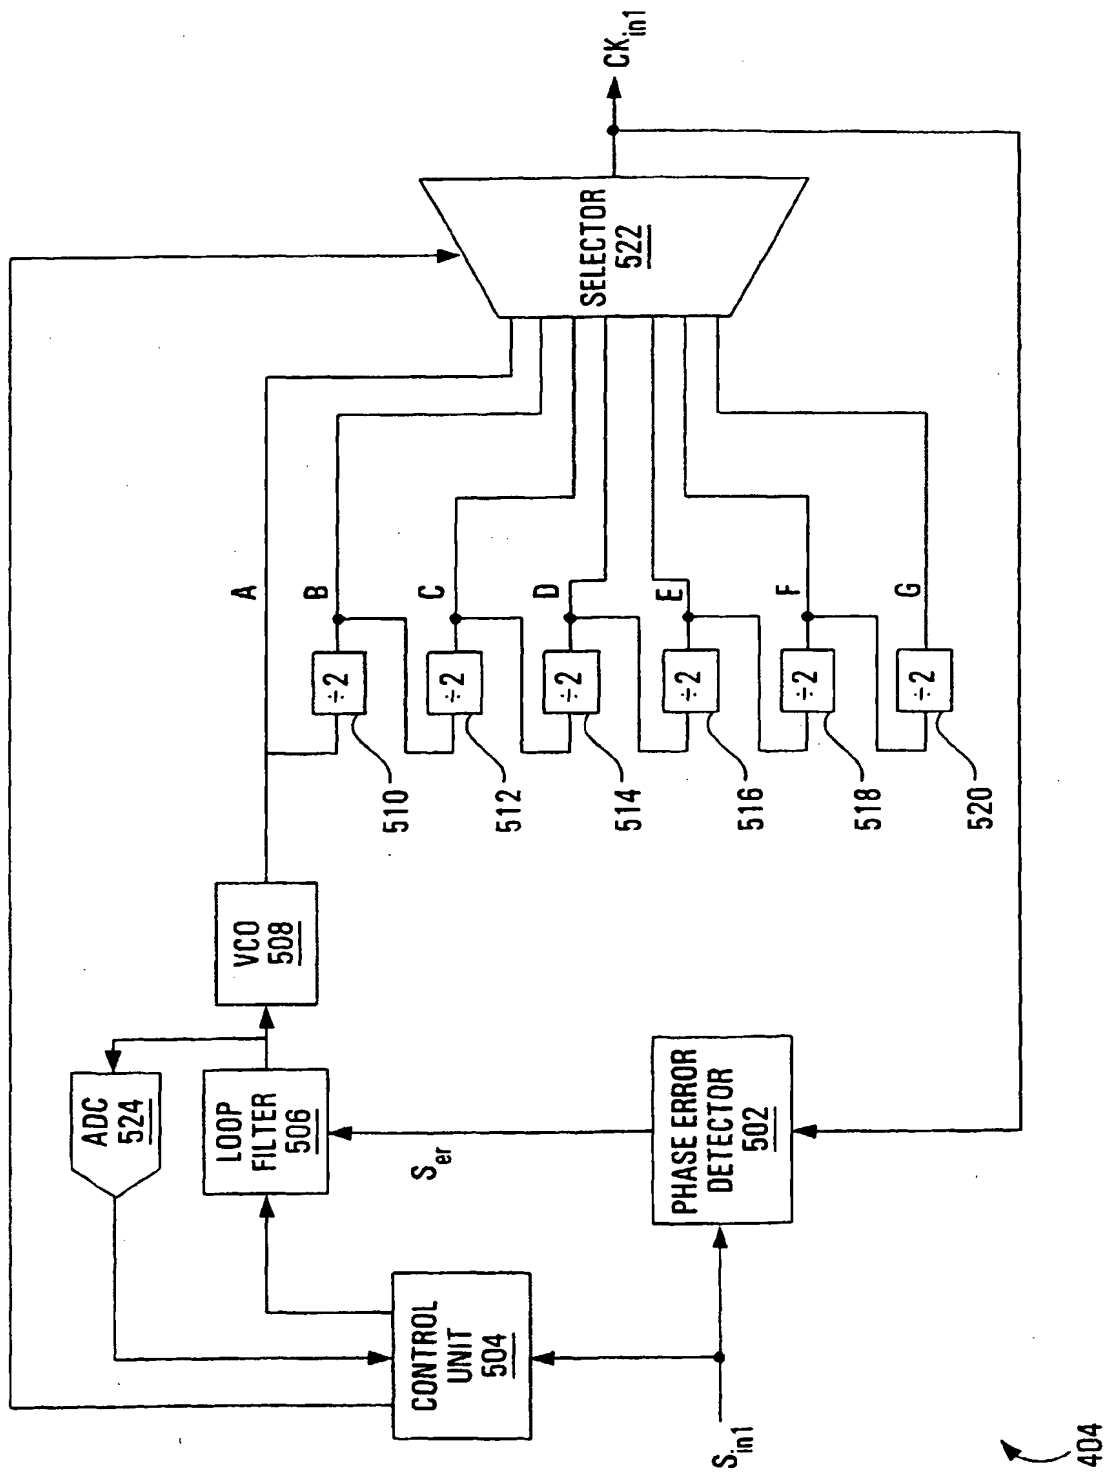 ADC
524
LOOP
FILTER
506
VCO
508
CONTROL
UNIT
504
S_er
PHASE ERROR
DETECTOR
502
S_in1
A
B
C
D
E
F
G
÷2
÷2
÷2
÷2
÷2
÷2
510
512
514
516
518
520
SELECTOR
522
CK_in1
404